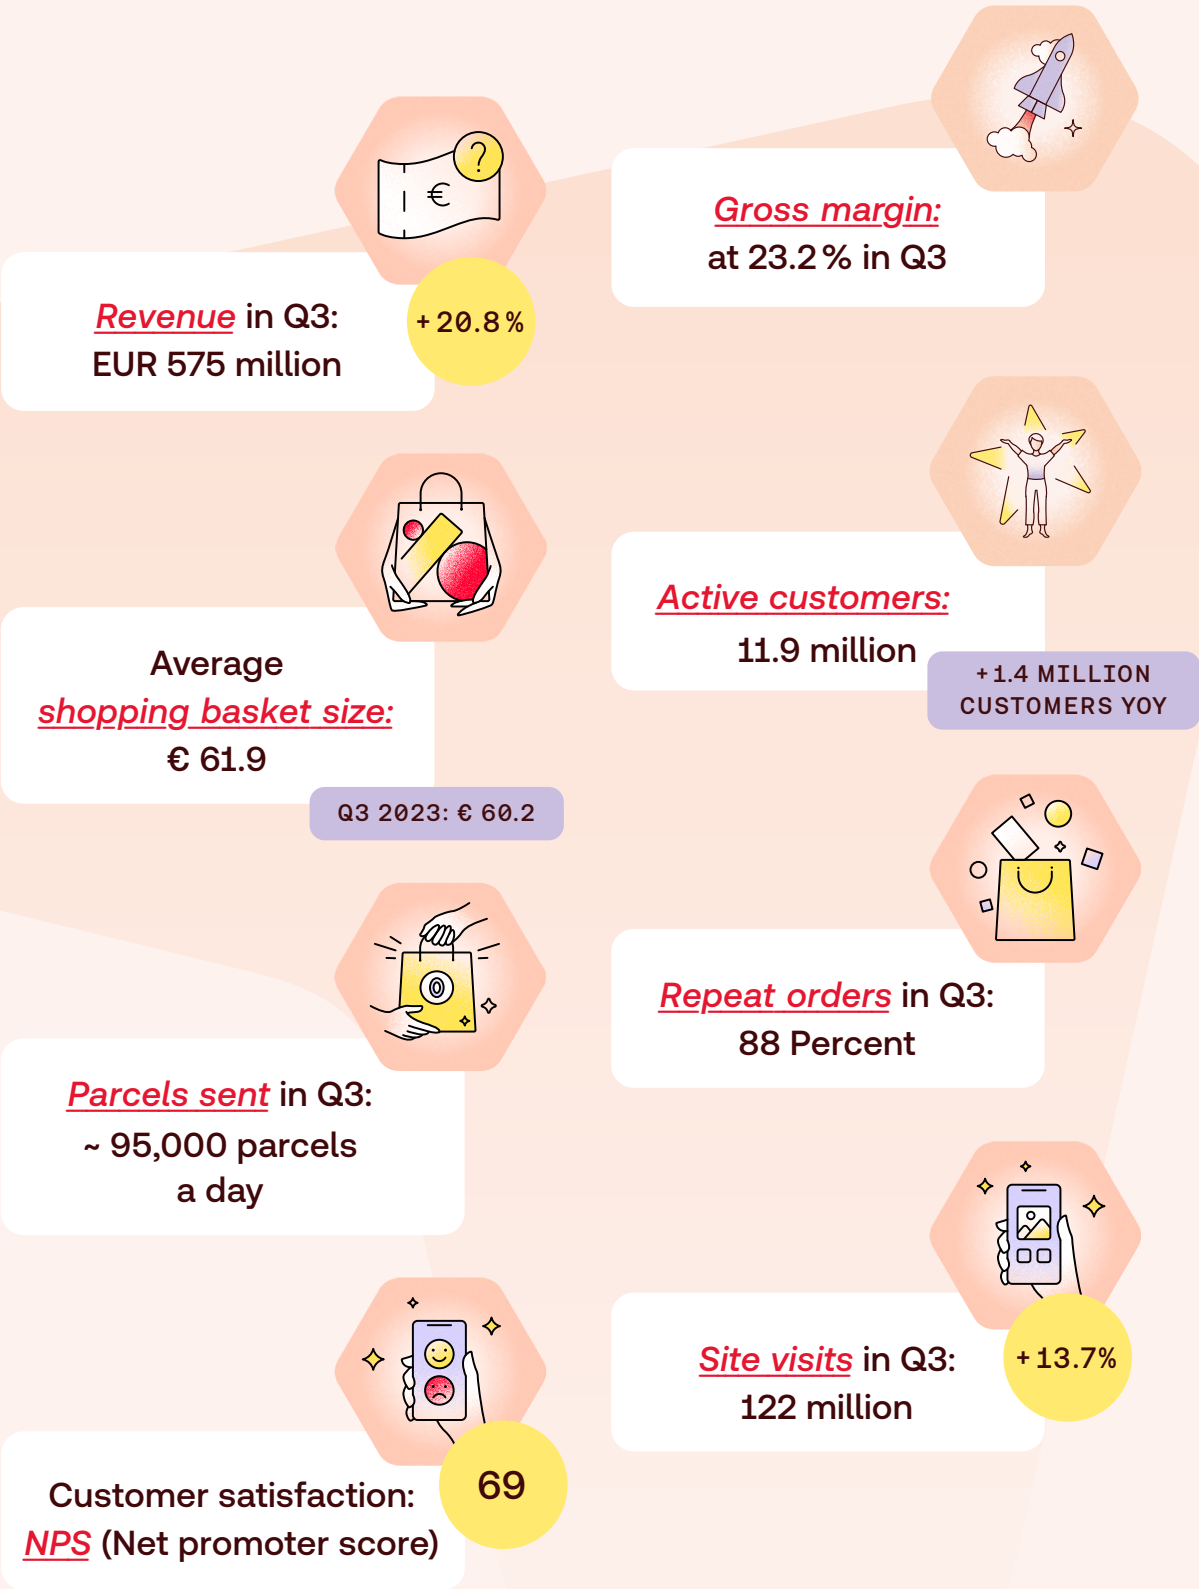 Revenue in Q3:
EUR 575 million
+20.8%
Gross margin:
at 23.2% in Q3
Average
shopping basket size:
€ 61.9
Q3 2023: € 60.2
Active customers:
11.9 million
+1.4 MILLION
CUSTOMERS YOY
Parcels sent in Q3:
~ 95,000 parcels
a day
Repeat orders in Q3:
88 Percent
Customer satisfaction:
NPS (Net promoter score)
69
Site visits in Q3:
122 million
+13.7%
€
?